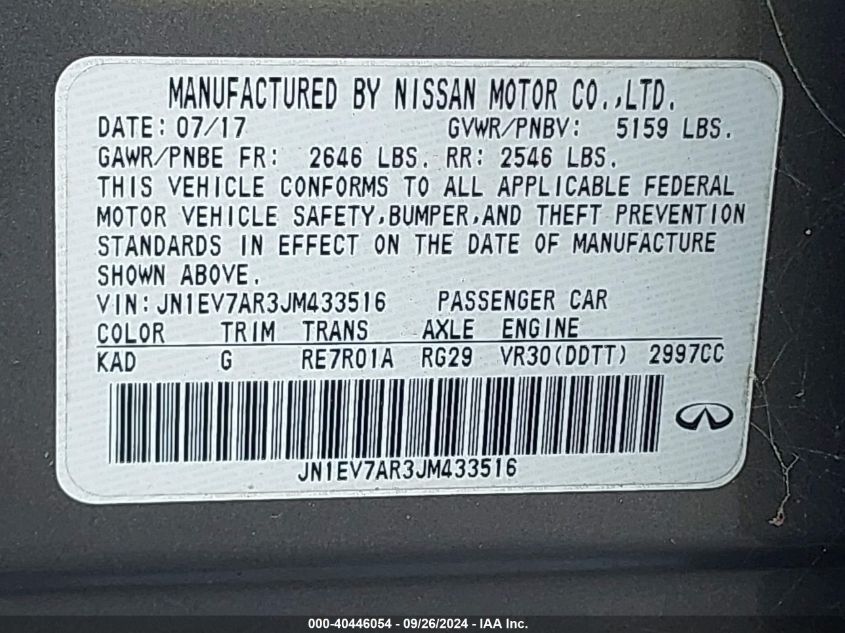 MANUFACTURED BY NISSAN MOTOR CO.,LTD.
DATE: 07/17 GVWR/PNBV: 5159 LBS.
GAWR/PNBE FR: 2646 LBS. RR: 2546 LBS.
THIS VEHICLE CONFORMS TO ALL APPLICABLE FEDERAL
MOTOR VEHICLE SAFETY,BUMPER,AND THEFT PREVENTION
STANDARDS IN EFFECT ON THE DATE OF MANUFACTURE
SHOWN ABOVE.
VIN:JN1EV7AR3JM433516 PASSENGER CAR
COLOR TRIM TRANS AXLE ENGINE
KAD G RE7R01A RG29 VR30(DDTT) 2997CC
JN1EV7AR3JM433516
000-40446054 - 09/26/2024 - IAA Inc.